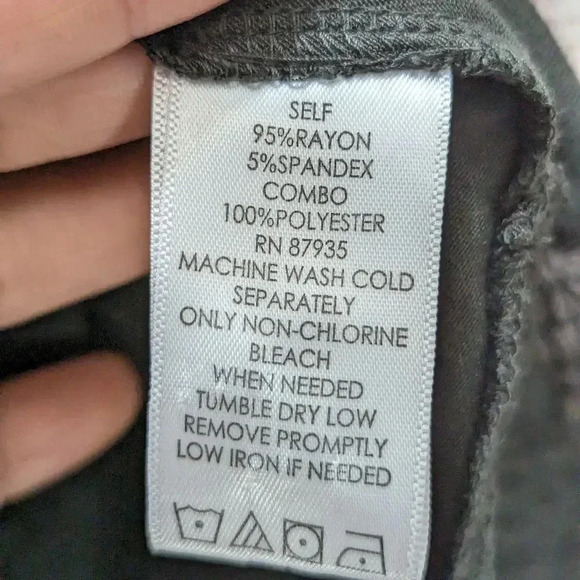 SELF
95%RAYON
5%SPANDEX
COMBO
100%POLYESTER
RN 87935
MACHINE WASH COLD
SEPARATELY
ONLY NON-CHLORINE
BLEACH
WHEN NEEDED
TUMBLE DRY LOW
REMOVE PROMPTLY
LOW IRON IF NEEDED